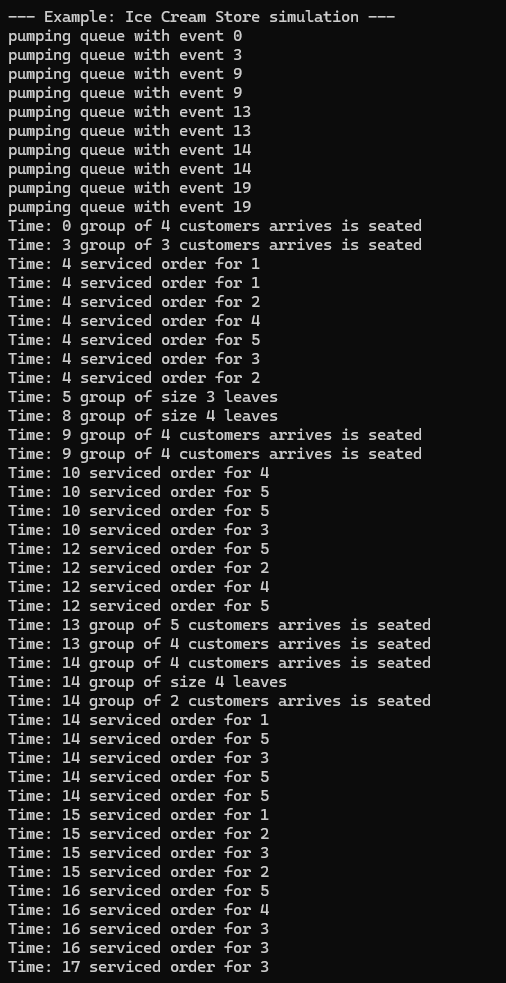 --- Example: Ice Cream Store simulation ---
pumping queue with event 0
pumping queue with event 3
pumping queue with event 9
pumping queue with event 9
pumping queue with event 13
pumping queue with event 13
pumping queue with event 14
pumping queue with event 14
pumping queue with event 19
pumping queue with event 19
Time: 0 group of 4 customers arrives is seated
Time: 3 group of 3 customers arrives is seated
Time: 4 serviced order for 1
Time: 4 serviced order for 1
Time: 4 serviced order for 2
Time: 4 serviced order for 4
Time: 4 serviced order for 5
Time: 4 serviced order for 3
Time: 4 serviced order for 2
Time: 5 group of size 3 leaves
Time: 8 group of size 4 leaves
Time: 9 group of 4 customers arrives is seated
Time: 9 group of 4 customers arrives is seated
Time: 10 serviced order for 4
Time: 10 serviced order for 5
Time: 10 serviced order for 5
Time: 10 serviced order for 3
Time: 12 serviced order for 5
Time: 12 serviced order for 2
Time: 12 serviced order for 4
Time: 12 serviced order for 5
Time: 13 group of 5 customers arrives is seated
Time: 13 group of 4 customers arrives is seated
Time: 14 group of 4 customers arrives is seated
Time: 14 group of size 4 leaves
Time: 14 group of 2 customers arrives is seated
Time: 14 serviced order for 1
Time: 14 serviced order for 5
Time: 14 serviced order for 3
Time: 14 serviced order for 5
Time: 14 serviced order for 5
Time: 15 serviced order for 1
Time: 15 serviced order for 2
Time: 15 serviced order for 3
Time: 15 serviced order for 2
Time: 16 serviced order for 5
Time: 16 serviced order for 4
Time: 16 serviced order for 3
Time: 16 serviced order for 3
Time: 17 serviced order for 3